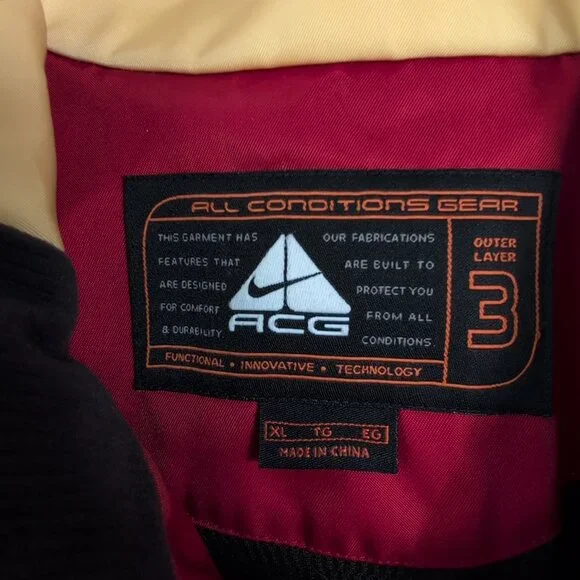 ALL CONDITIONS GEAR
THIS GARMENT HAS
FEATURES THAT
ARE DESIGNED
FOR COMFORT
& DURABILITY.
ACG
OUR FABRICATIONS
ARE BUILT TO
PROTECT YOU
FROM ALL
CONDITIONS.
OUTER
LAYER
3
FUNCTIONAL • INNOVATIVE • TECHNOLOGY
XL TG EG
MADE IN CHINA